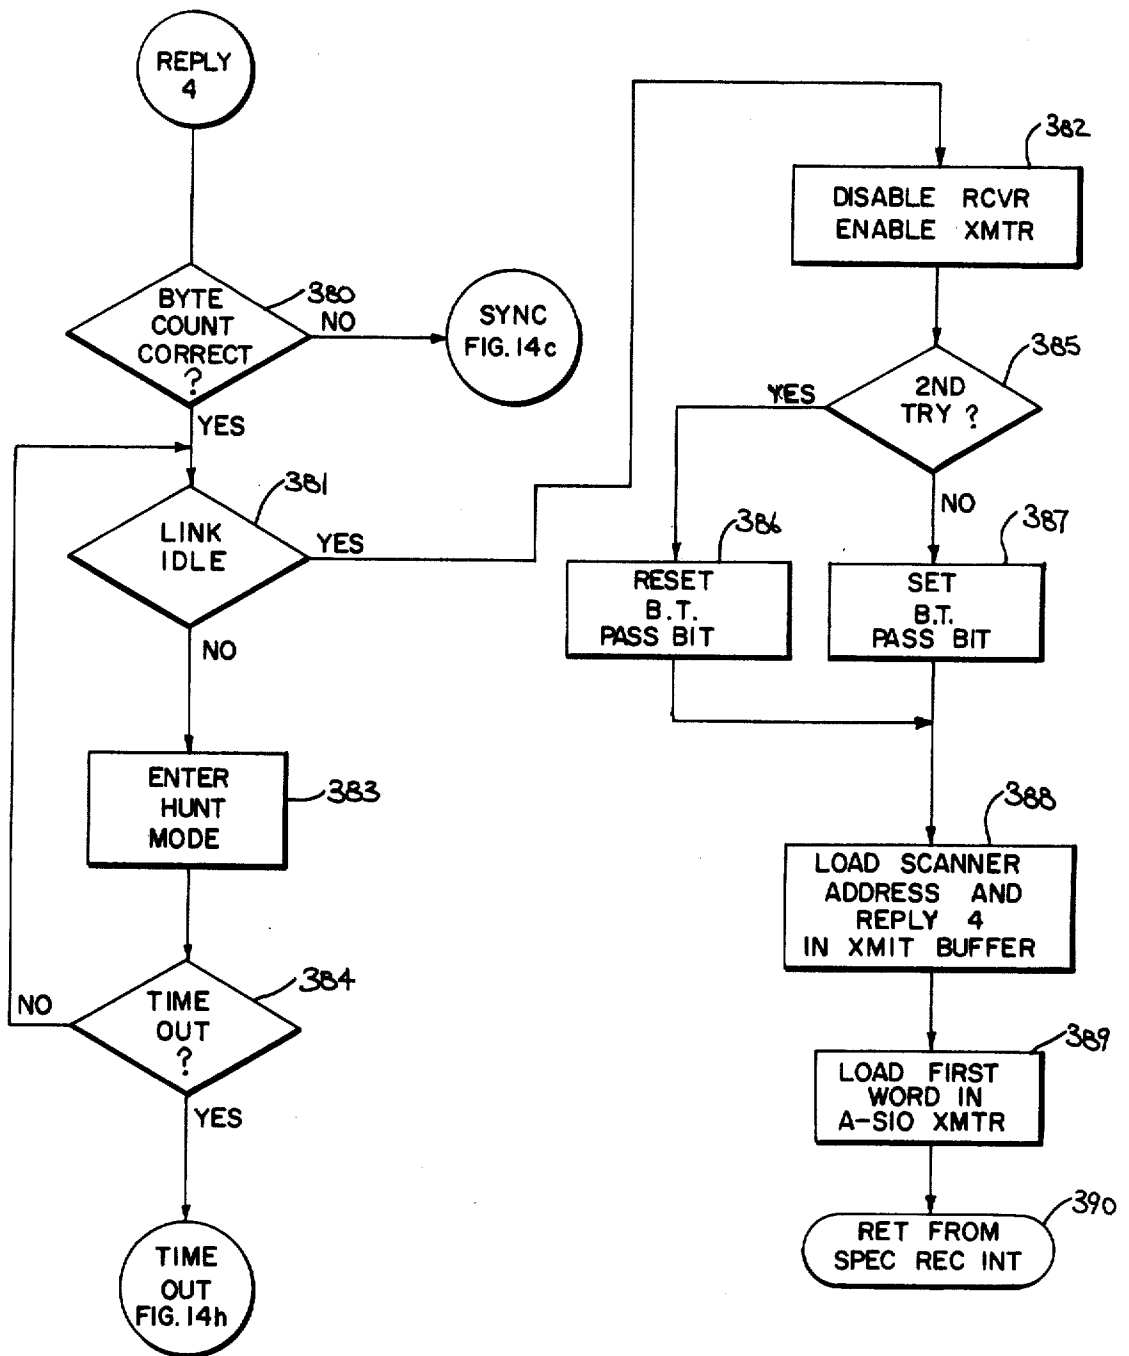 REPLY
4
BYTE
COUNT
CORRECT
?
380
NO
SYNC
FIG. 14c
YES
LINK
IDLE
381
YES
NO
ENTER
HUNT
MODE
383
TIME
OUT
?
384
NO
YES
TIME
OUT
FIG. 14h
382
DISABLE RCVR
ENABLE XMTR
385
2ND
TRY ?
YES
NO
386
RESET
B.T.
PASS BIT
387
SET
B.T.
PASS BIT
388
LOAD SCANNER
ADDRESS AND
REPLY 4
IN XMIT BUFFER
389
LOAD FIRST
WORD IN
A-SIO XMTR
390
RET FROM
SPEC REC INT